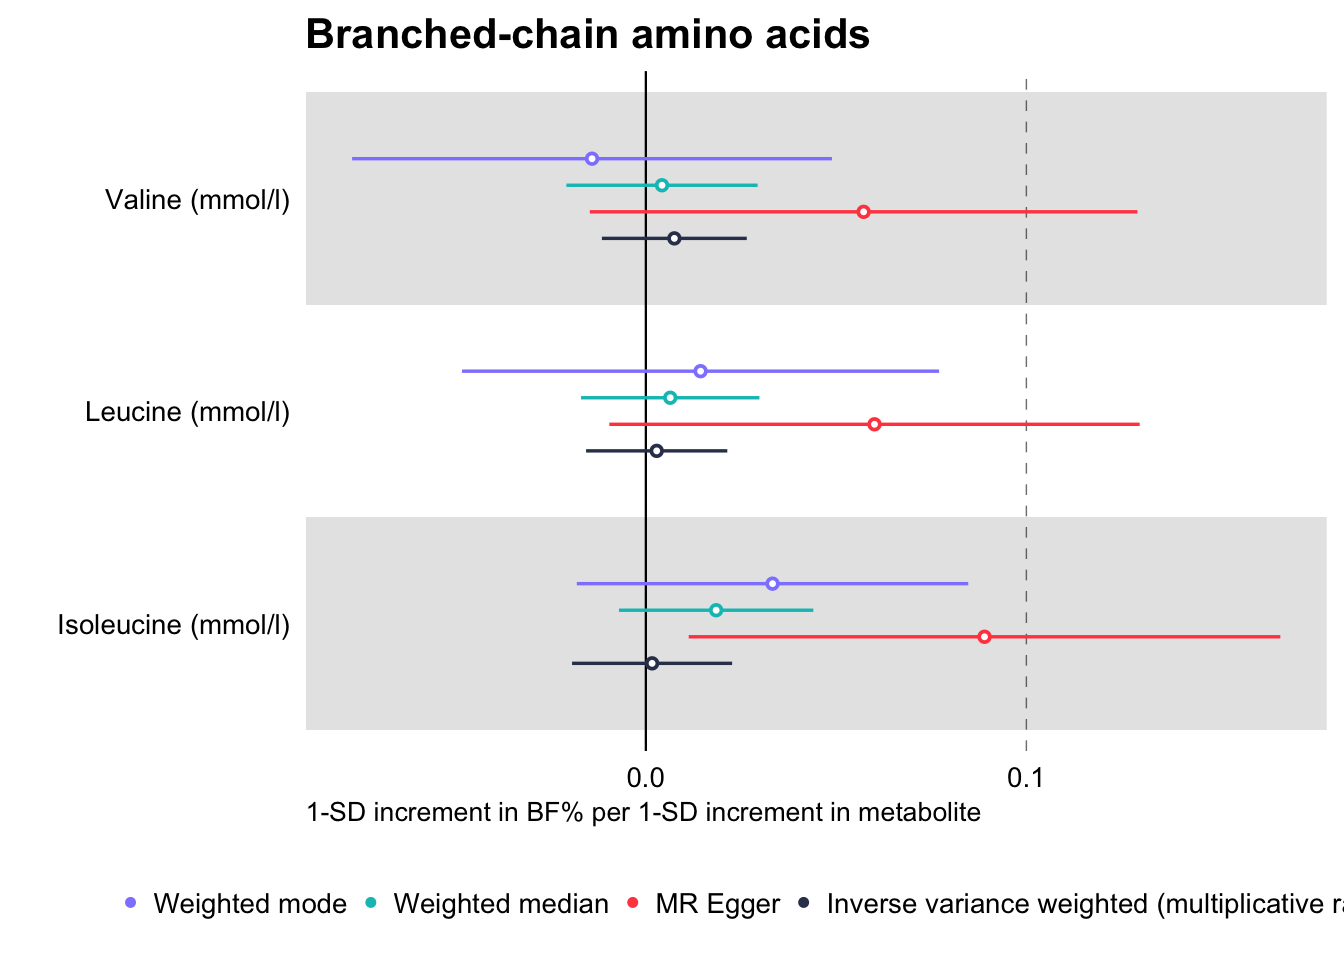 Branched-chain amino acids
Valine (mmol/l)
Leucine (mmol/l)
Isoleucine (mmol/l)
0.0 0.1
1-SD increment in BF% per 1-SD increment in metabolite
Weighted mode Weighted median MR Egger Inverse variance weighted (multiplicative